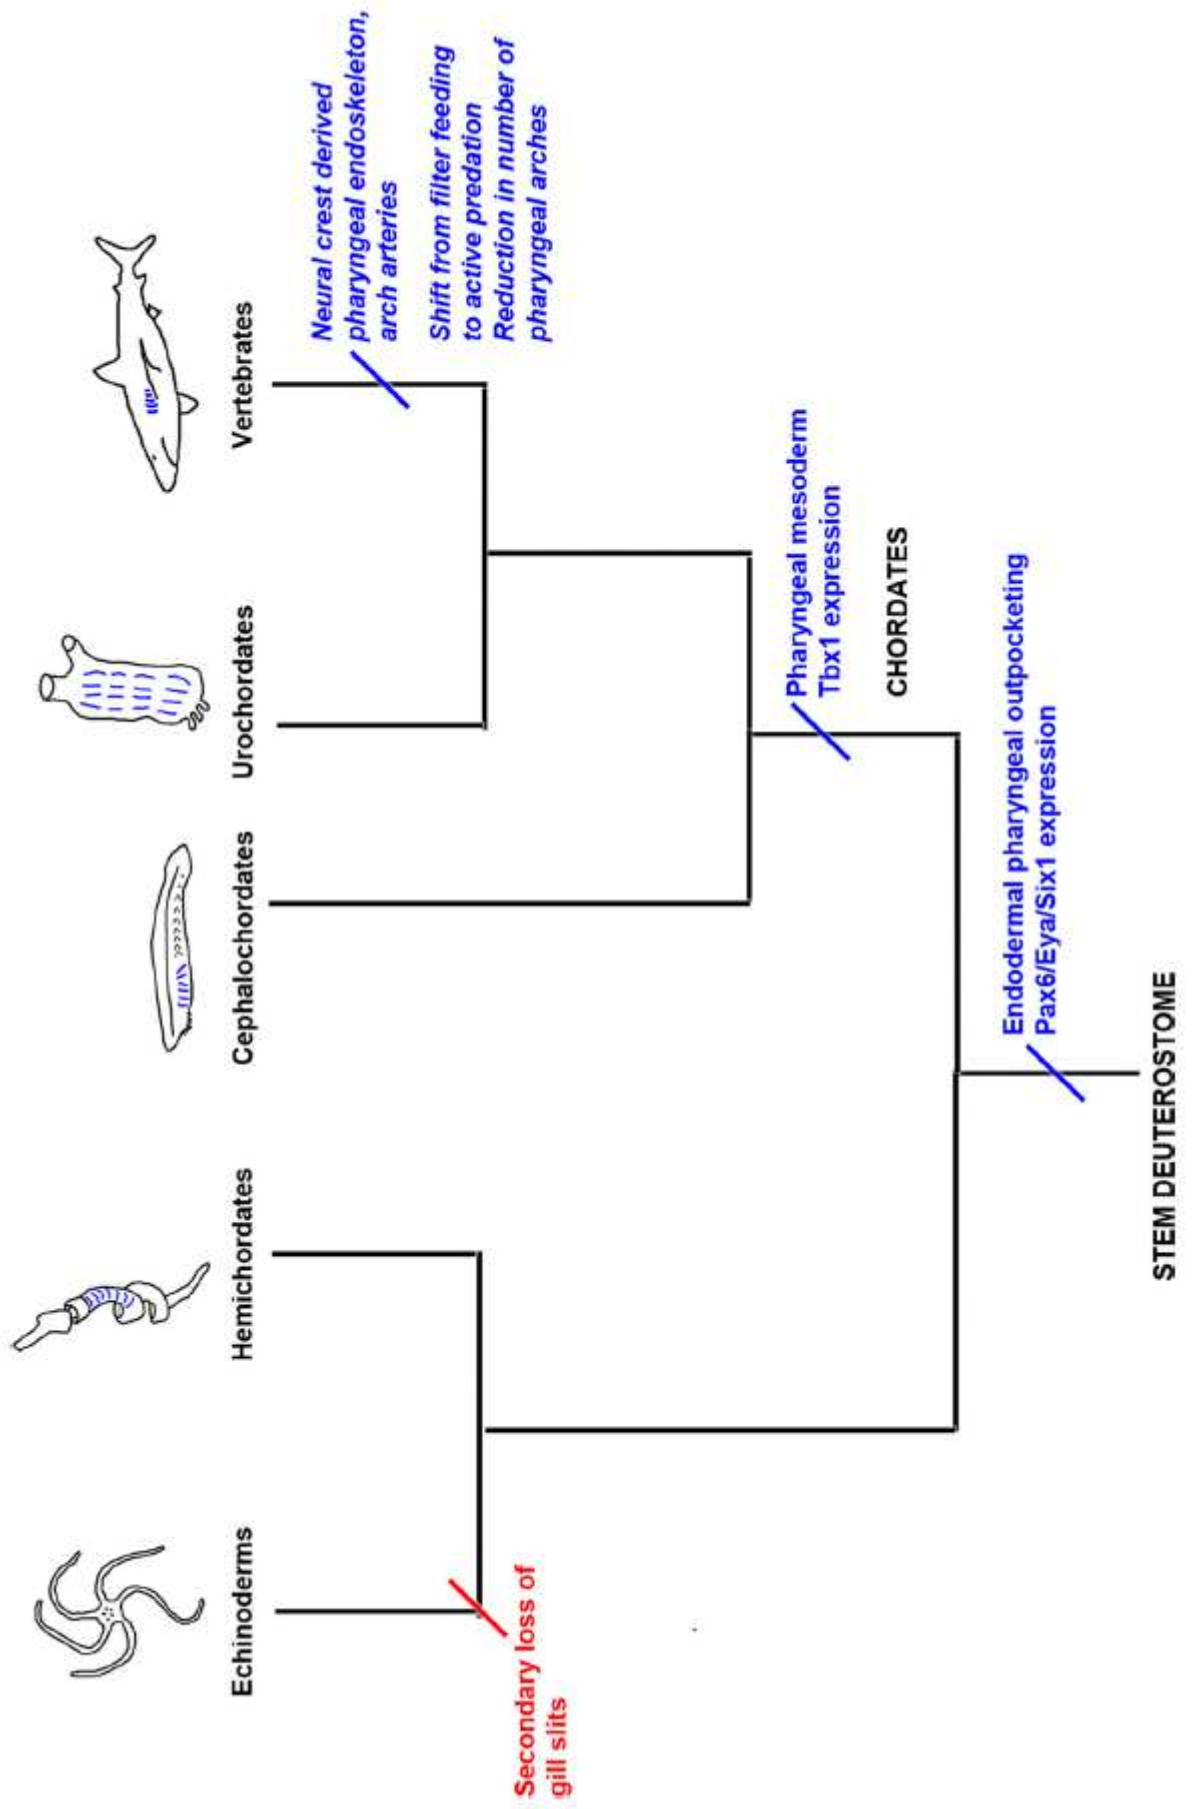 Echinoderms
Hemichordates
Cephalochordates
Urochordates
Vertebrates
Neural crest derived
pharyngeal endoskeleton,
arch arteries
Shift from filter feeding
to active predation
Reduction in number of
pharyngeal arches
Secondary loss of
gill slits
Pharyngeal mesoderm
Tbx1 expression
CHORDATES
Endodermal pharyngeal outpocketing
Pax6/Eya/Six1 expression
STEM DEUTEROSTOME